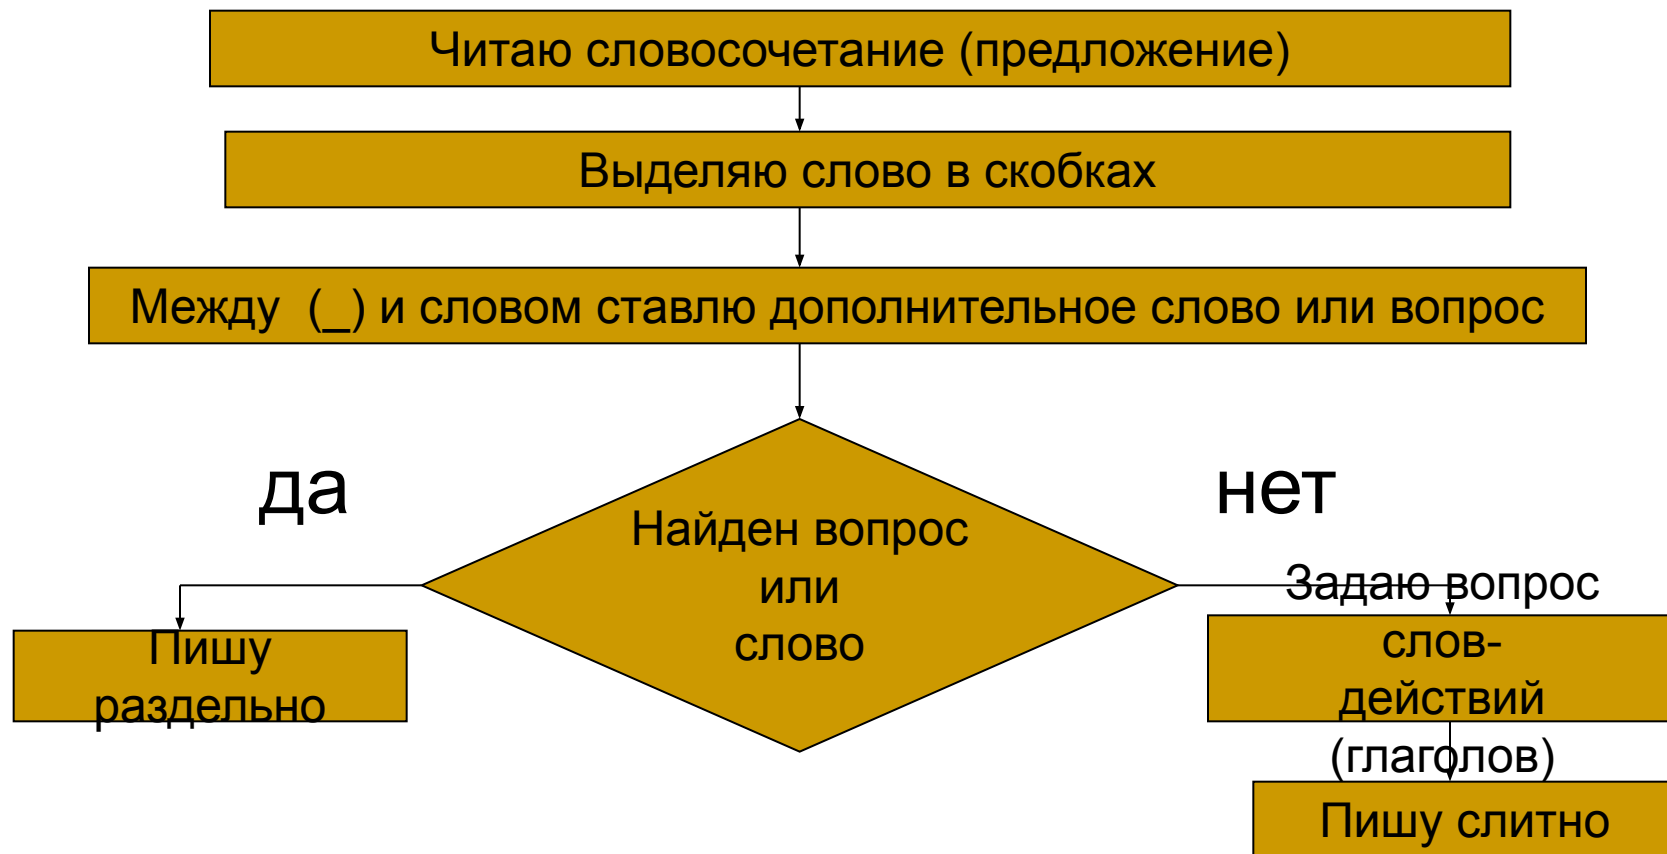 Читаю словосочетание (предложение)
Выделяю слово в скобках
Между (_) и словом ставлю дополнительное слово или вопрос
да
нет
Найден вопрос
или
слово
Пишу
раздельно
Задаю вопрос
слов-
действий
(глаголов)
Пишу слитно